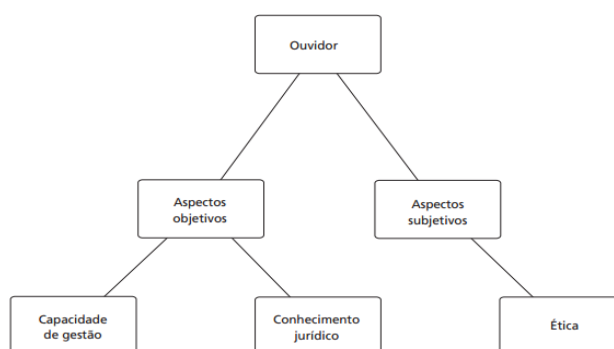 Ouvidor
Aspectos
objetivos
Aspectos
subjetivos
Capacidade
de gestão
Conhecimento
jurídico
Ética